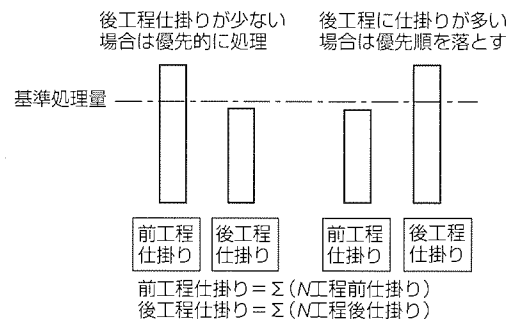 後工程仕掛りが少ない
場合は優先的に処理
後工程に仕掛りが多い
場合は優先順を落とす
基準処理量
前工程
仕掛り
後工程
仕掛り
前工程
仕掛り
後工程
仕掛り
前工程仕掛り=Σ(N工程前仕掛り)
後工程仕掛り=Σ(N工程後仕掛り)